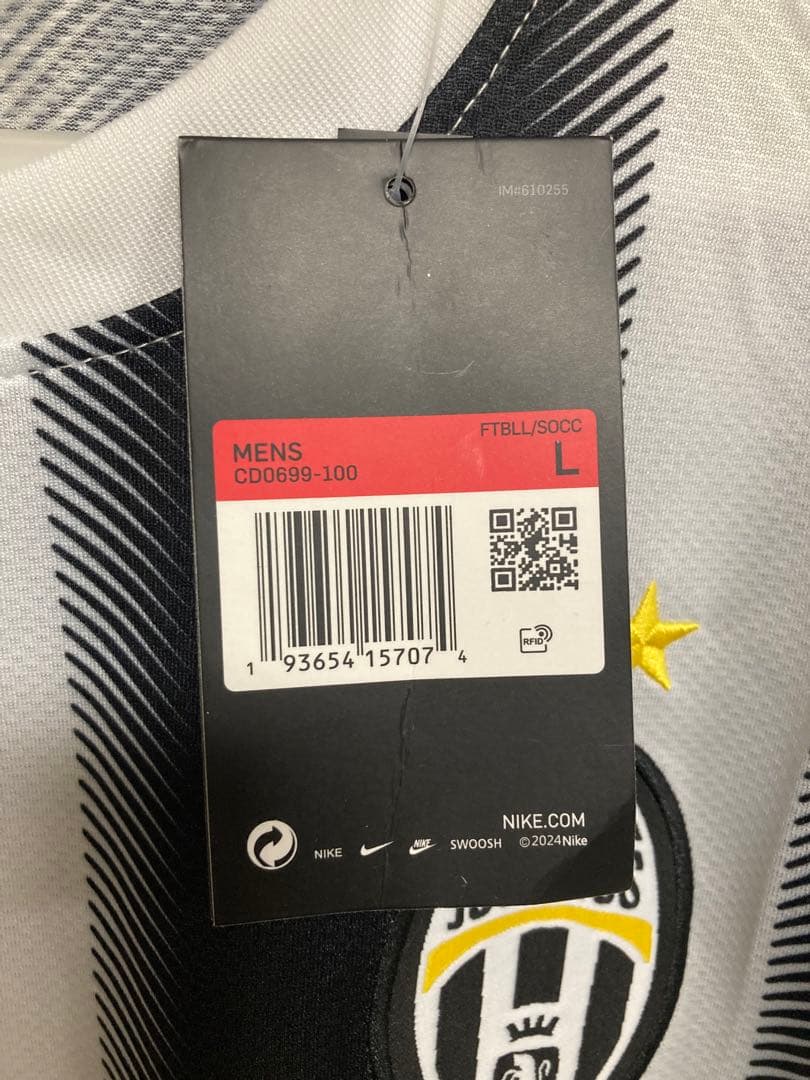 IM#610255
FTBLL/SOCC
MENS
L
CD0699-100
RFID
1 93654 15707 4
NIKE.COM
NIKE NIKE SWOOSH ©2024Nike